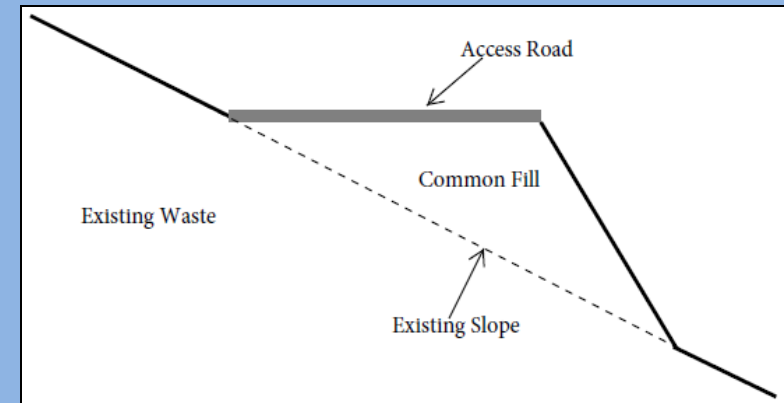 Access Road
Common Fill
Existing Waste
Existing Slope